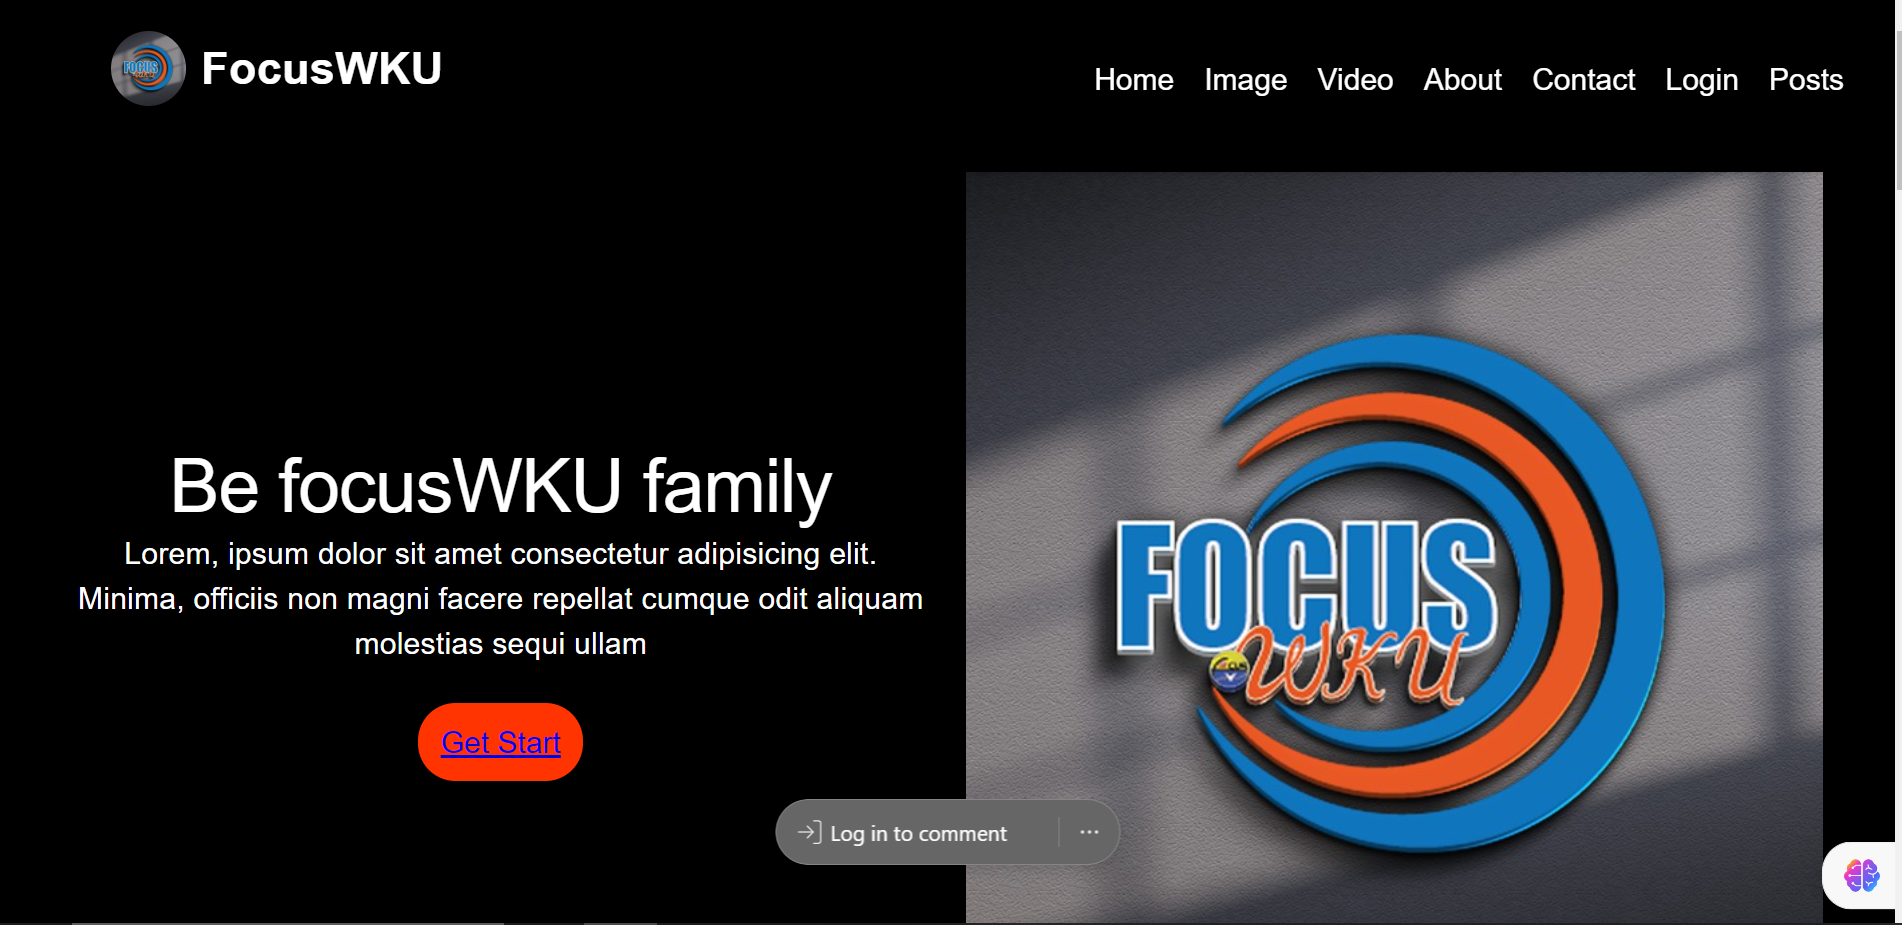 FOCUS
WKU
FocusWKU
Home Image Video About Contact Login Posts
Be focusWKU family
Lorem, ipsum dolor sit amet consectetur adipisicing elit.
Minima, officiis non magni facere repellat cumque odit aliquam
molestias sequi ullam
Get Start
FOCUS
WKU
Log in to comment